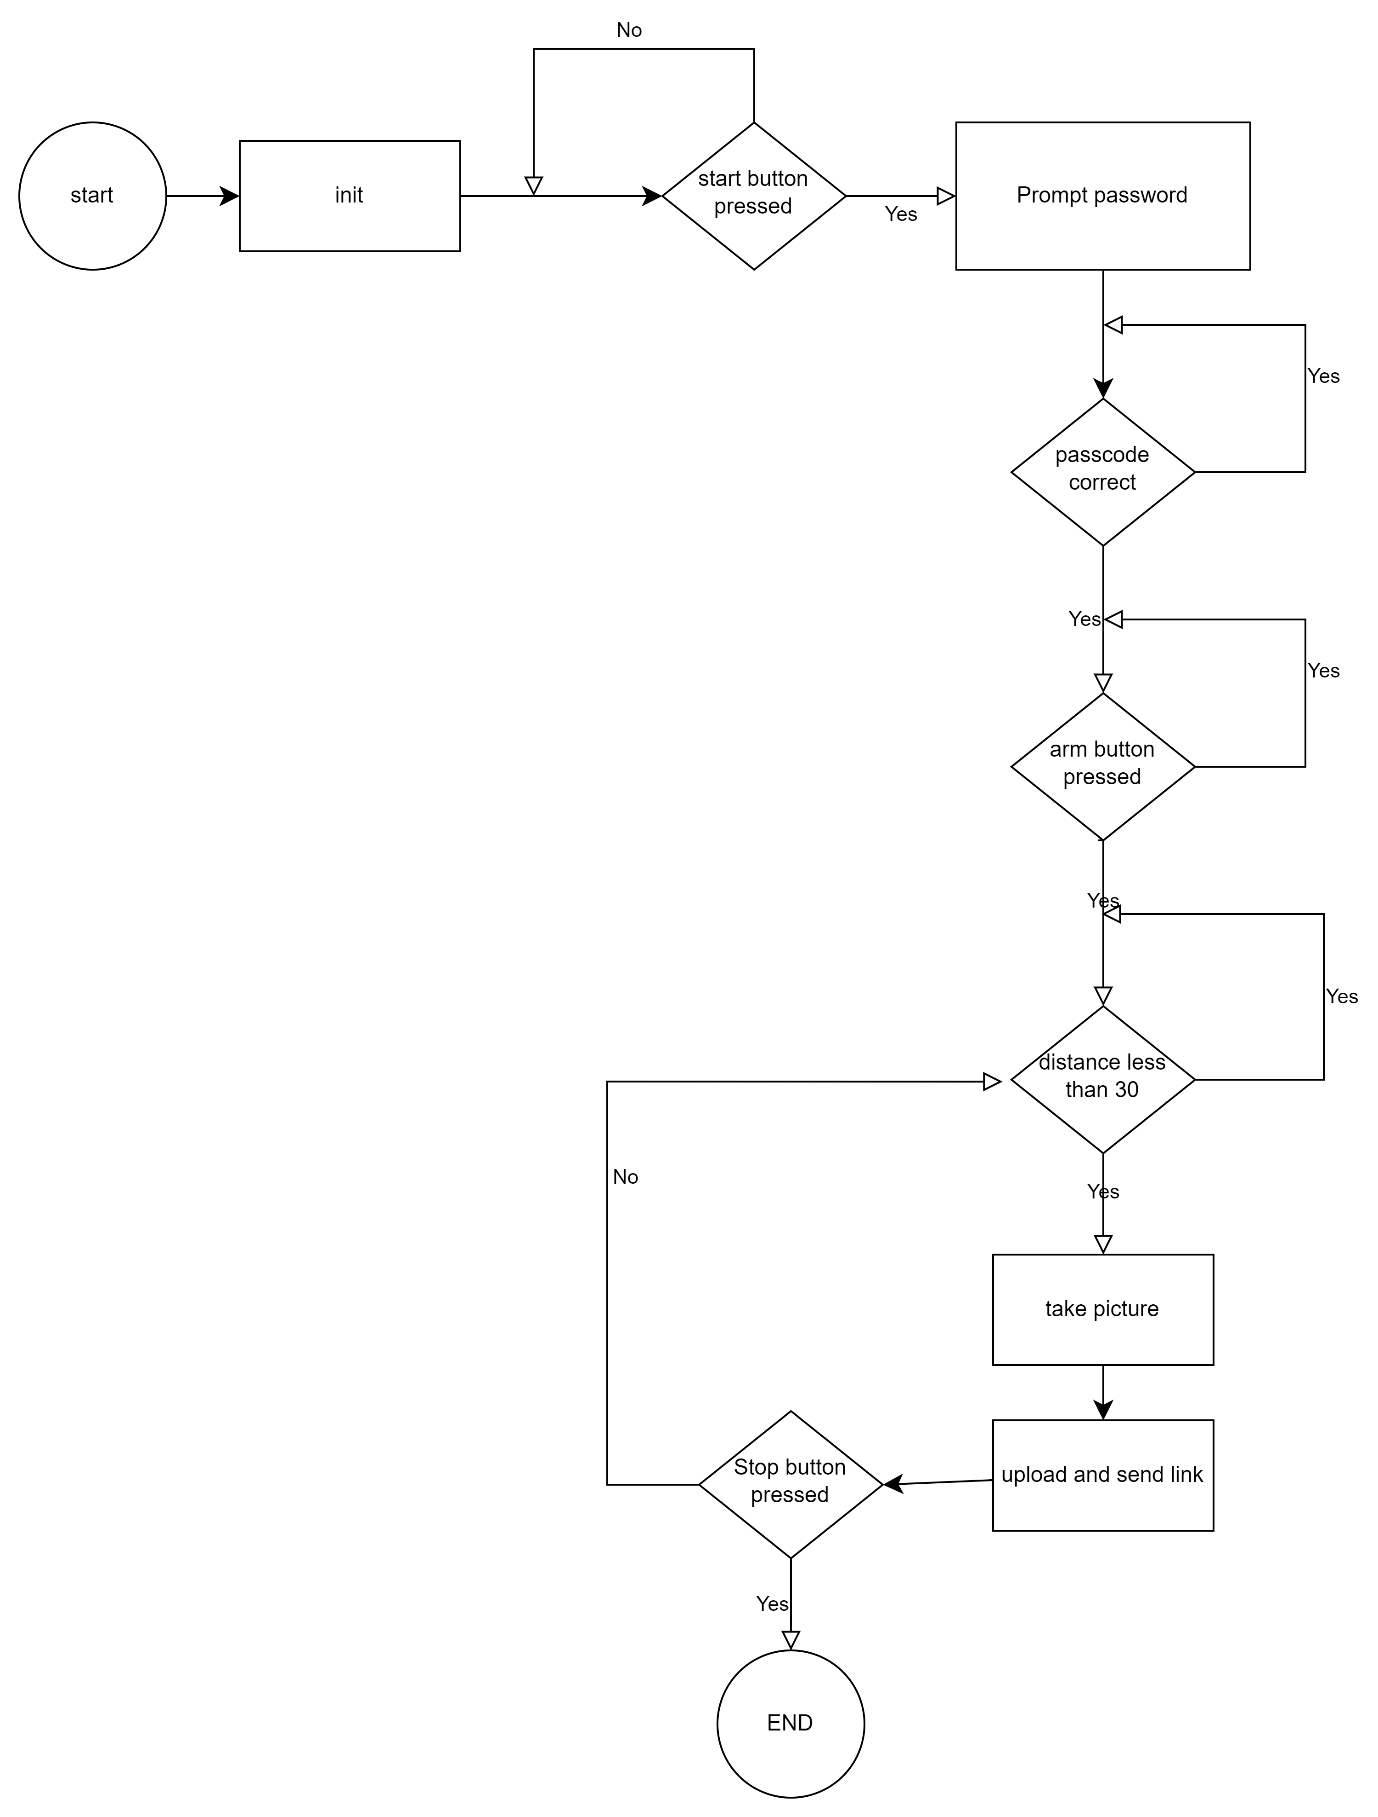 No
start
init
start button
pressed
Yes
Prompt password
Yes
passcode
correct
Yes
Yes
arm button
pressed
Yes
Yes
distance less
than 30
No
Yes
take picture
Stop button
pressed
upload and send link
Yes
END